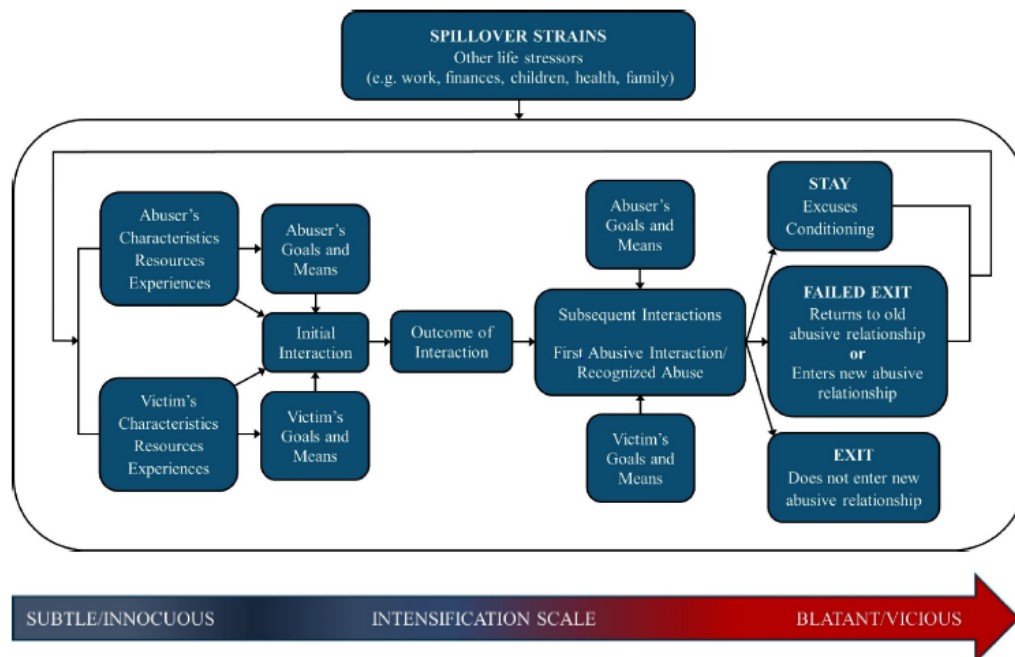 SPILLOVER STRAINS
Other life stressors
(e.g. work, finances, children, health, family)
Abuser's
Characteristics
Resources
Experiences
Abuser's
Goals and
Means
Initial
Interaction
Victim's
Characteristics
Resources
Experiences
Victim's
Goals and
Means
Outcome of
Interaction
Abuser's
Goals and
Means
Subsequent Interactions
First Abusive Interaction/
Recognized Abuse
Victim's
Goals and
Means
STAY
Excuses
Conditioning
FAILED EXIT
Returns to old
abusive relationship
or
Enters new abusive
relationship
EXIT
Does not enter new
abusive relationship
SUBTLE/INNOCUOUS
INTENSIFICATION SCALE
BLATANT/VICIOUS